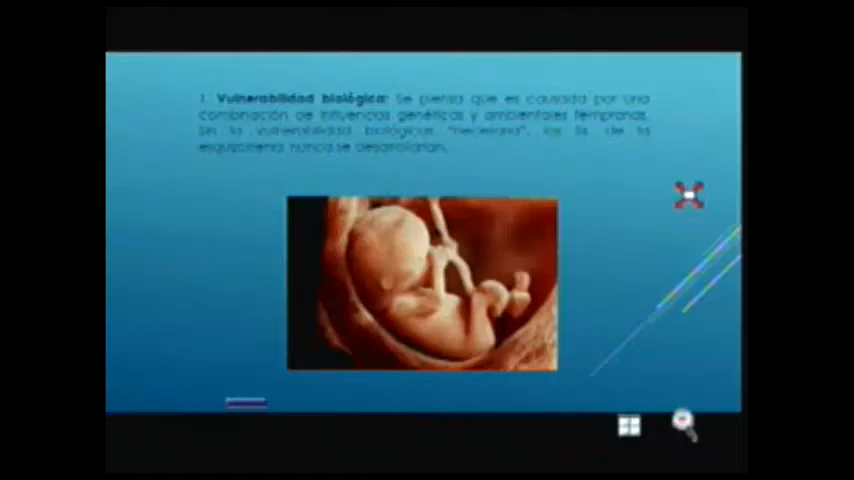 1. Vulnerabilidad biológica: Se piensa que es causada por una
combinación de influencias genéticas y ambientales tempranas.
Sin la vulnerabilidad biológica "necesaria", los de la
esquizofrenia nunca se desarrollarían.